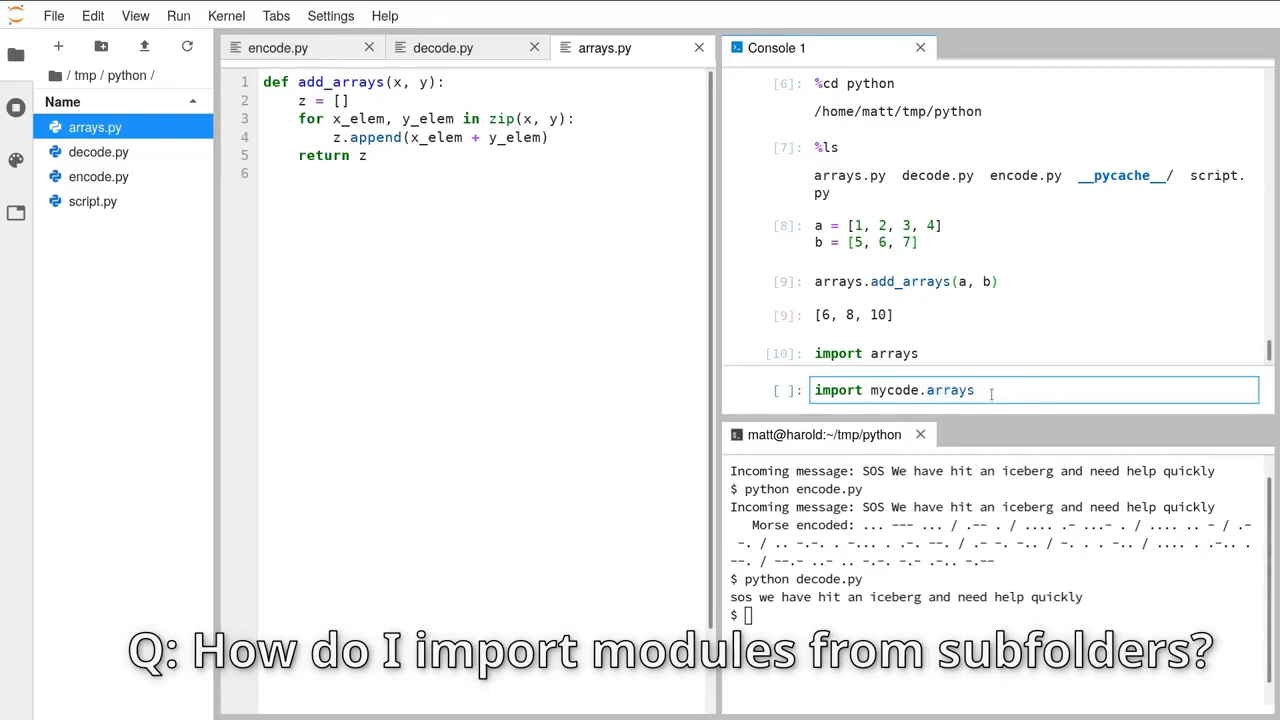 File Edit View Run Kernel Tabs Settings Help
/ tmp / python /
Name
arrays.py
decode.py
encode.py
script.py
encode.py
decode.py
arrays.py
1 def add_arrays(x, y):
2 z = []
3 for x_elem, y_elem in zip(x, y):
4 z.append(x_elem + y_elem)
5 return z
6
Console 1
[6]: %cd python
/home/matt/tmp/python
[7]: %ls
arrays.py decode.py encode.py __pycache__/ script.
py
[8]: a = [1, 2, 3, 4]
b = [5, 6, 7]
[9]: arrays.add_arrays(a, b)
[9]: [6, 8, 10]
[10]: import arrays
[ ]: import mycode.arrays
matt@harold:~/tmp/python
Incoming message: SOS We have hit an iceberg and need help quickly
$ python encode.py
Incoming message: SOS We have hit an iceberg and need help quickly
Morse encoded: ... --- ... / .-- . / .... .- ...- . / .... .. - / .-
-. / .. -.-. . -... . .-. --. / .- -. -.. / -. . . -.. / .... . .-.. .
--. / --.- ..- .. -.-. -.- .-.. -.--
$ python decode.py
sos we have hit an iceberg and need help quickly
$
Q: How do I import modules from subfolders?